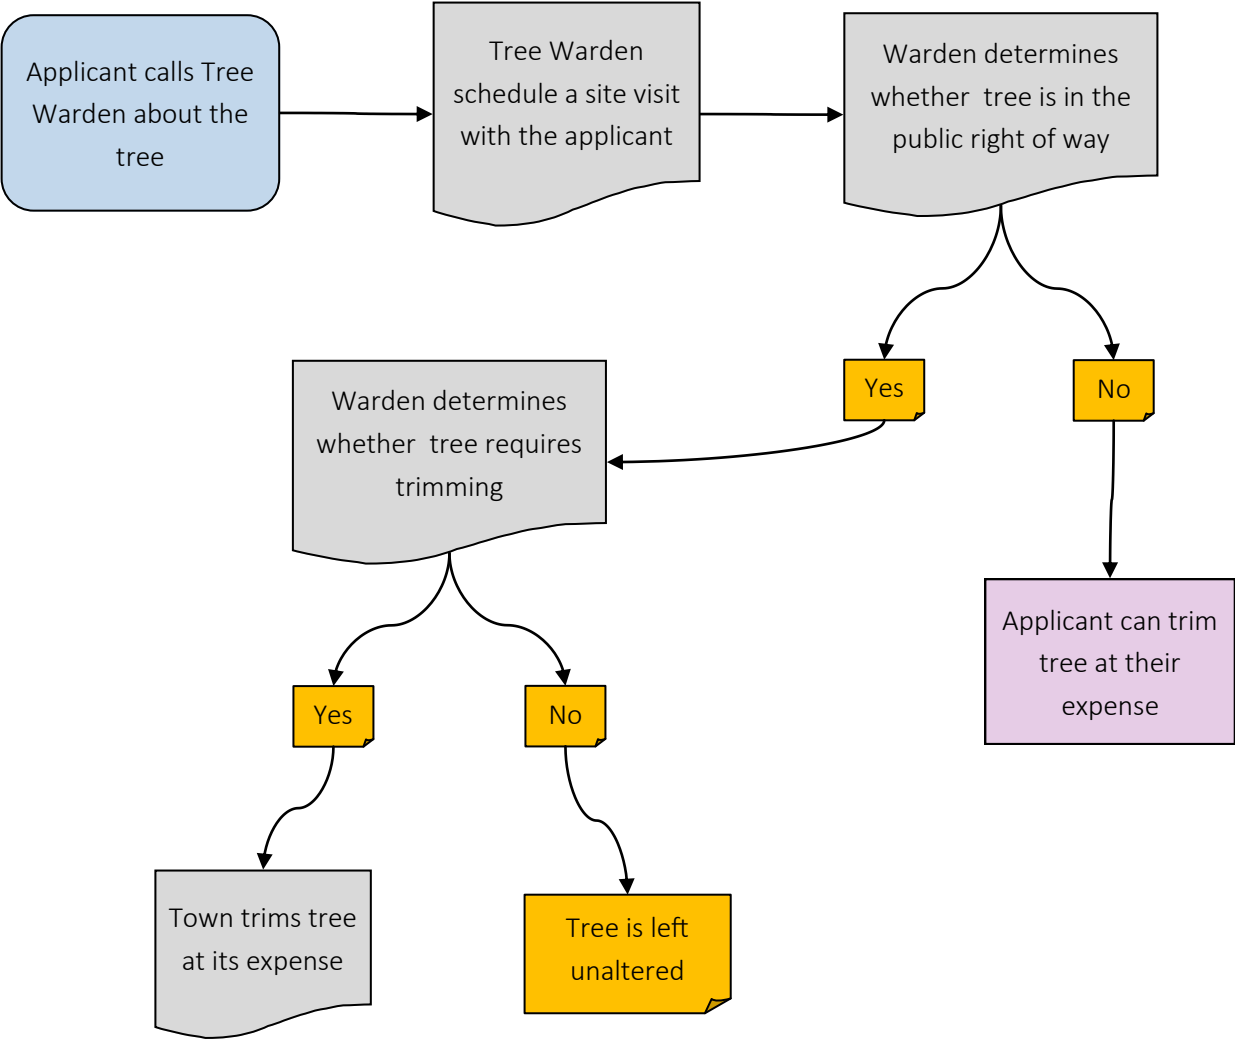 Applicant calls Tree
Warden about the
tree
Tree Warden
schedule a site visit
with the applicant
Warden determines
whether  tree is in the
public right of way
Yes
No
Warden determines
whether  tree requires
trimming
Applicant can trim
tree at their
expense
Yes
No
Town trims tree
at its expense
Tree is left
unaltered